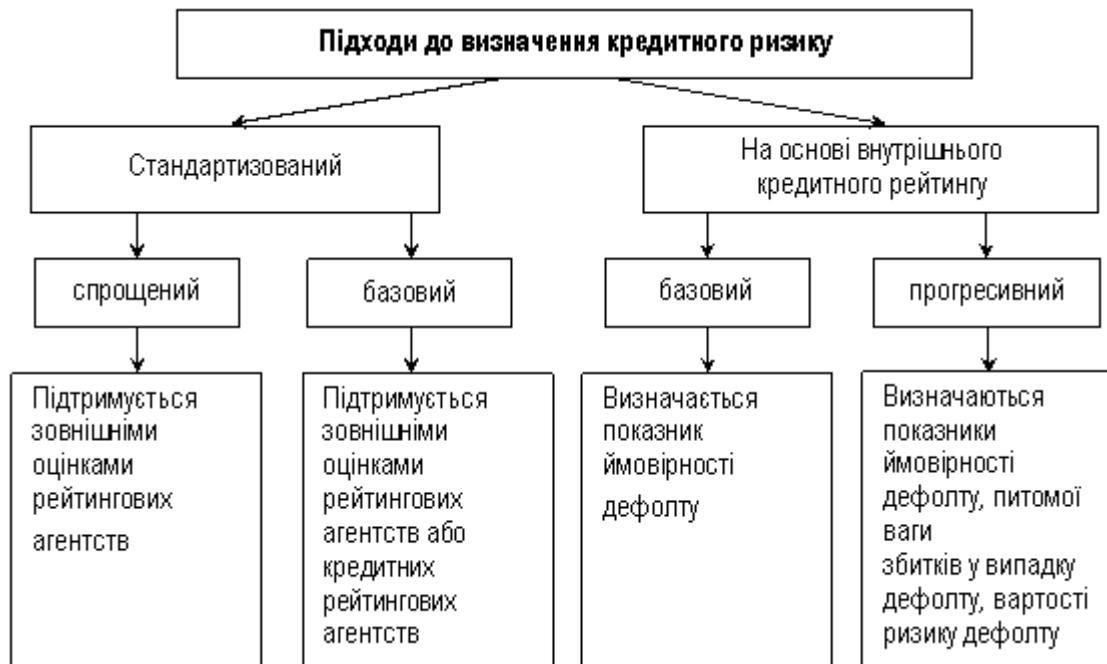 Підходи до визначення кредитного ризику
Стандартизований
На основі внутрішнього
кредитного рейтингу
спрощений
базовий
базовий
прогресивний
Підтримується
зовнішніми
оцінками
рейтингових
агентств
Підтримується
зовнішніми
оцінками
рейтингових
агентств або
кредитних
рейтингових
агентств
Визначається
показник
ймовірності
дефолту
Визначаються
показники
ймовірності
дефолту, питомої
ваги
збитків у випадку
дефолту, вартості
ризику дефолту